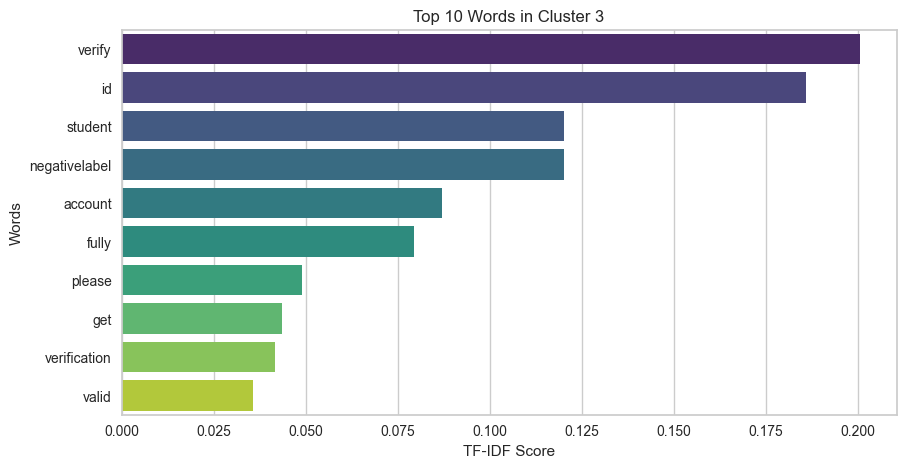 Top 10 Words in Cluster 3
Words
verify
id
student
negativelabel
account
fully
please
get
verification
valid
0.000 0.025 0.050 0.075 0.100 0.125 0.150 0.175 0.200
TF-IDF Score